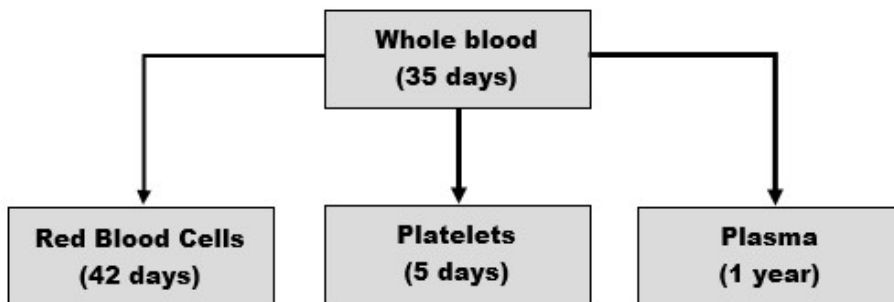 Whole blood
(35 days)
Red Blood Cells
(42 days)
Platelets
(5 days)
Plasma
(1 year)